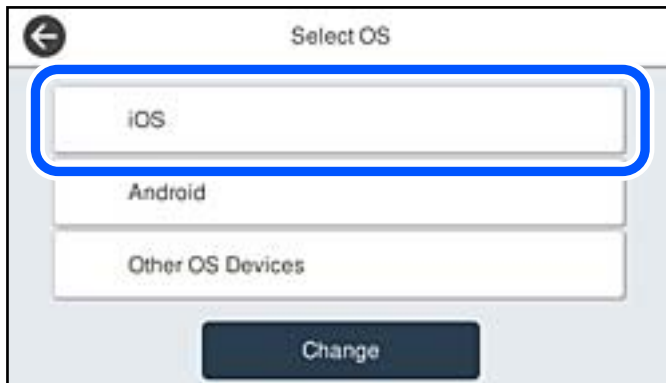 Select OS
iOS
Android
Other OS Devices
Change